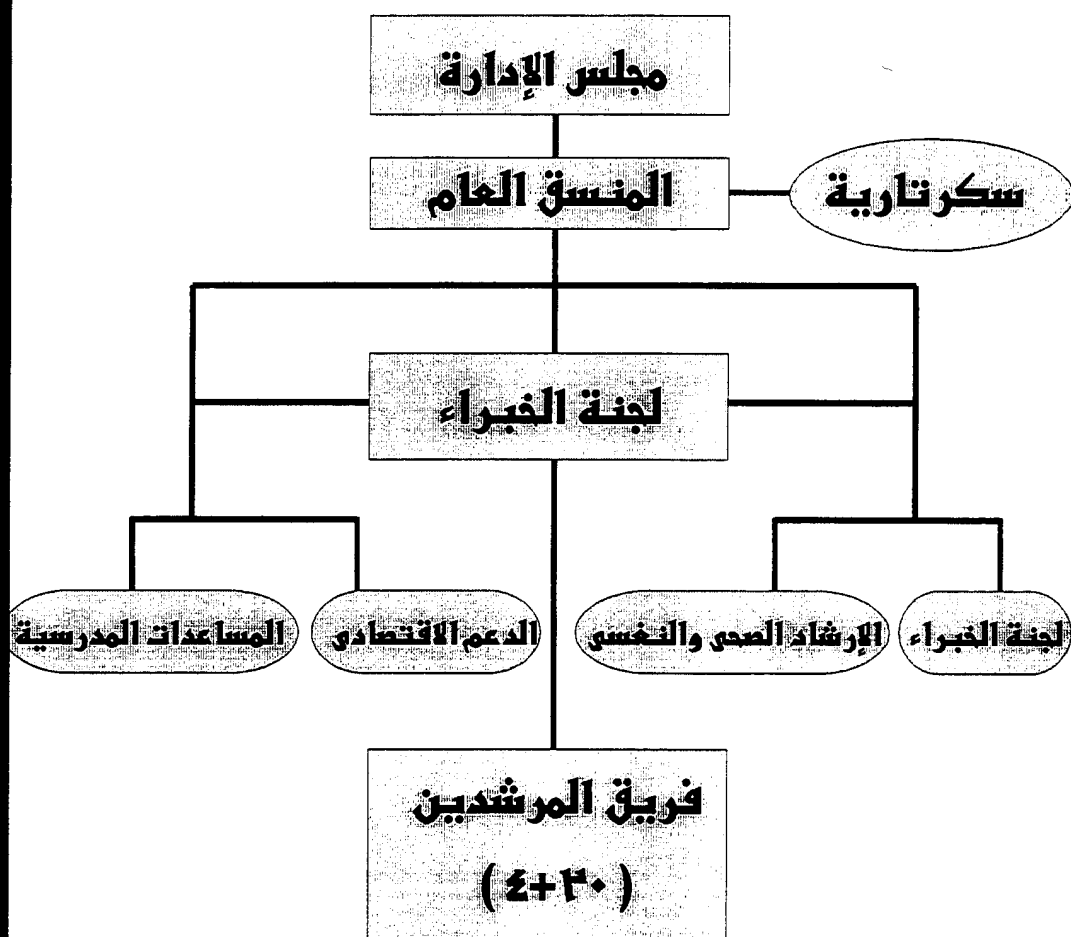 مجلس الإدارة
المنسق العام
سكرتارية
لجنة الخبراء
لجنة الخبراء
الإرشاد الصحى والنفسى
الدعم الاقتصادى
المساعدات المدرسية
فريق المرشدين
(٣٠+٤)